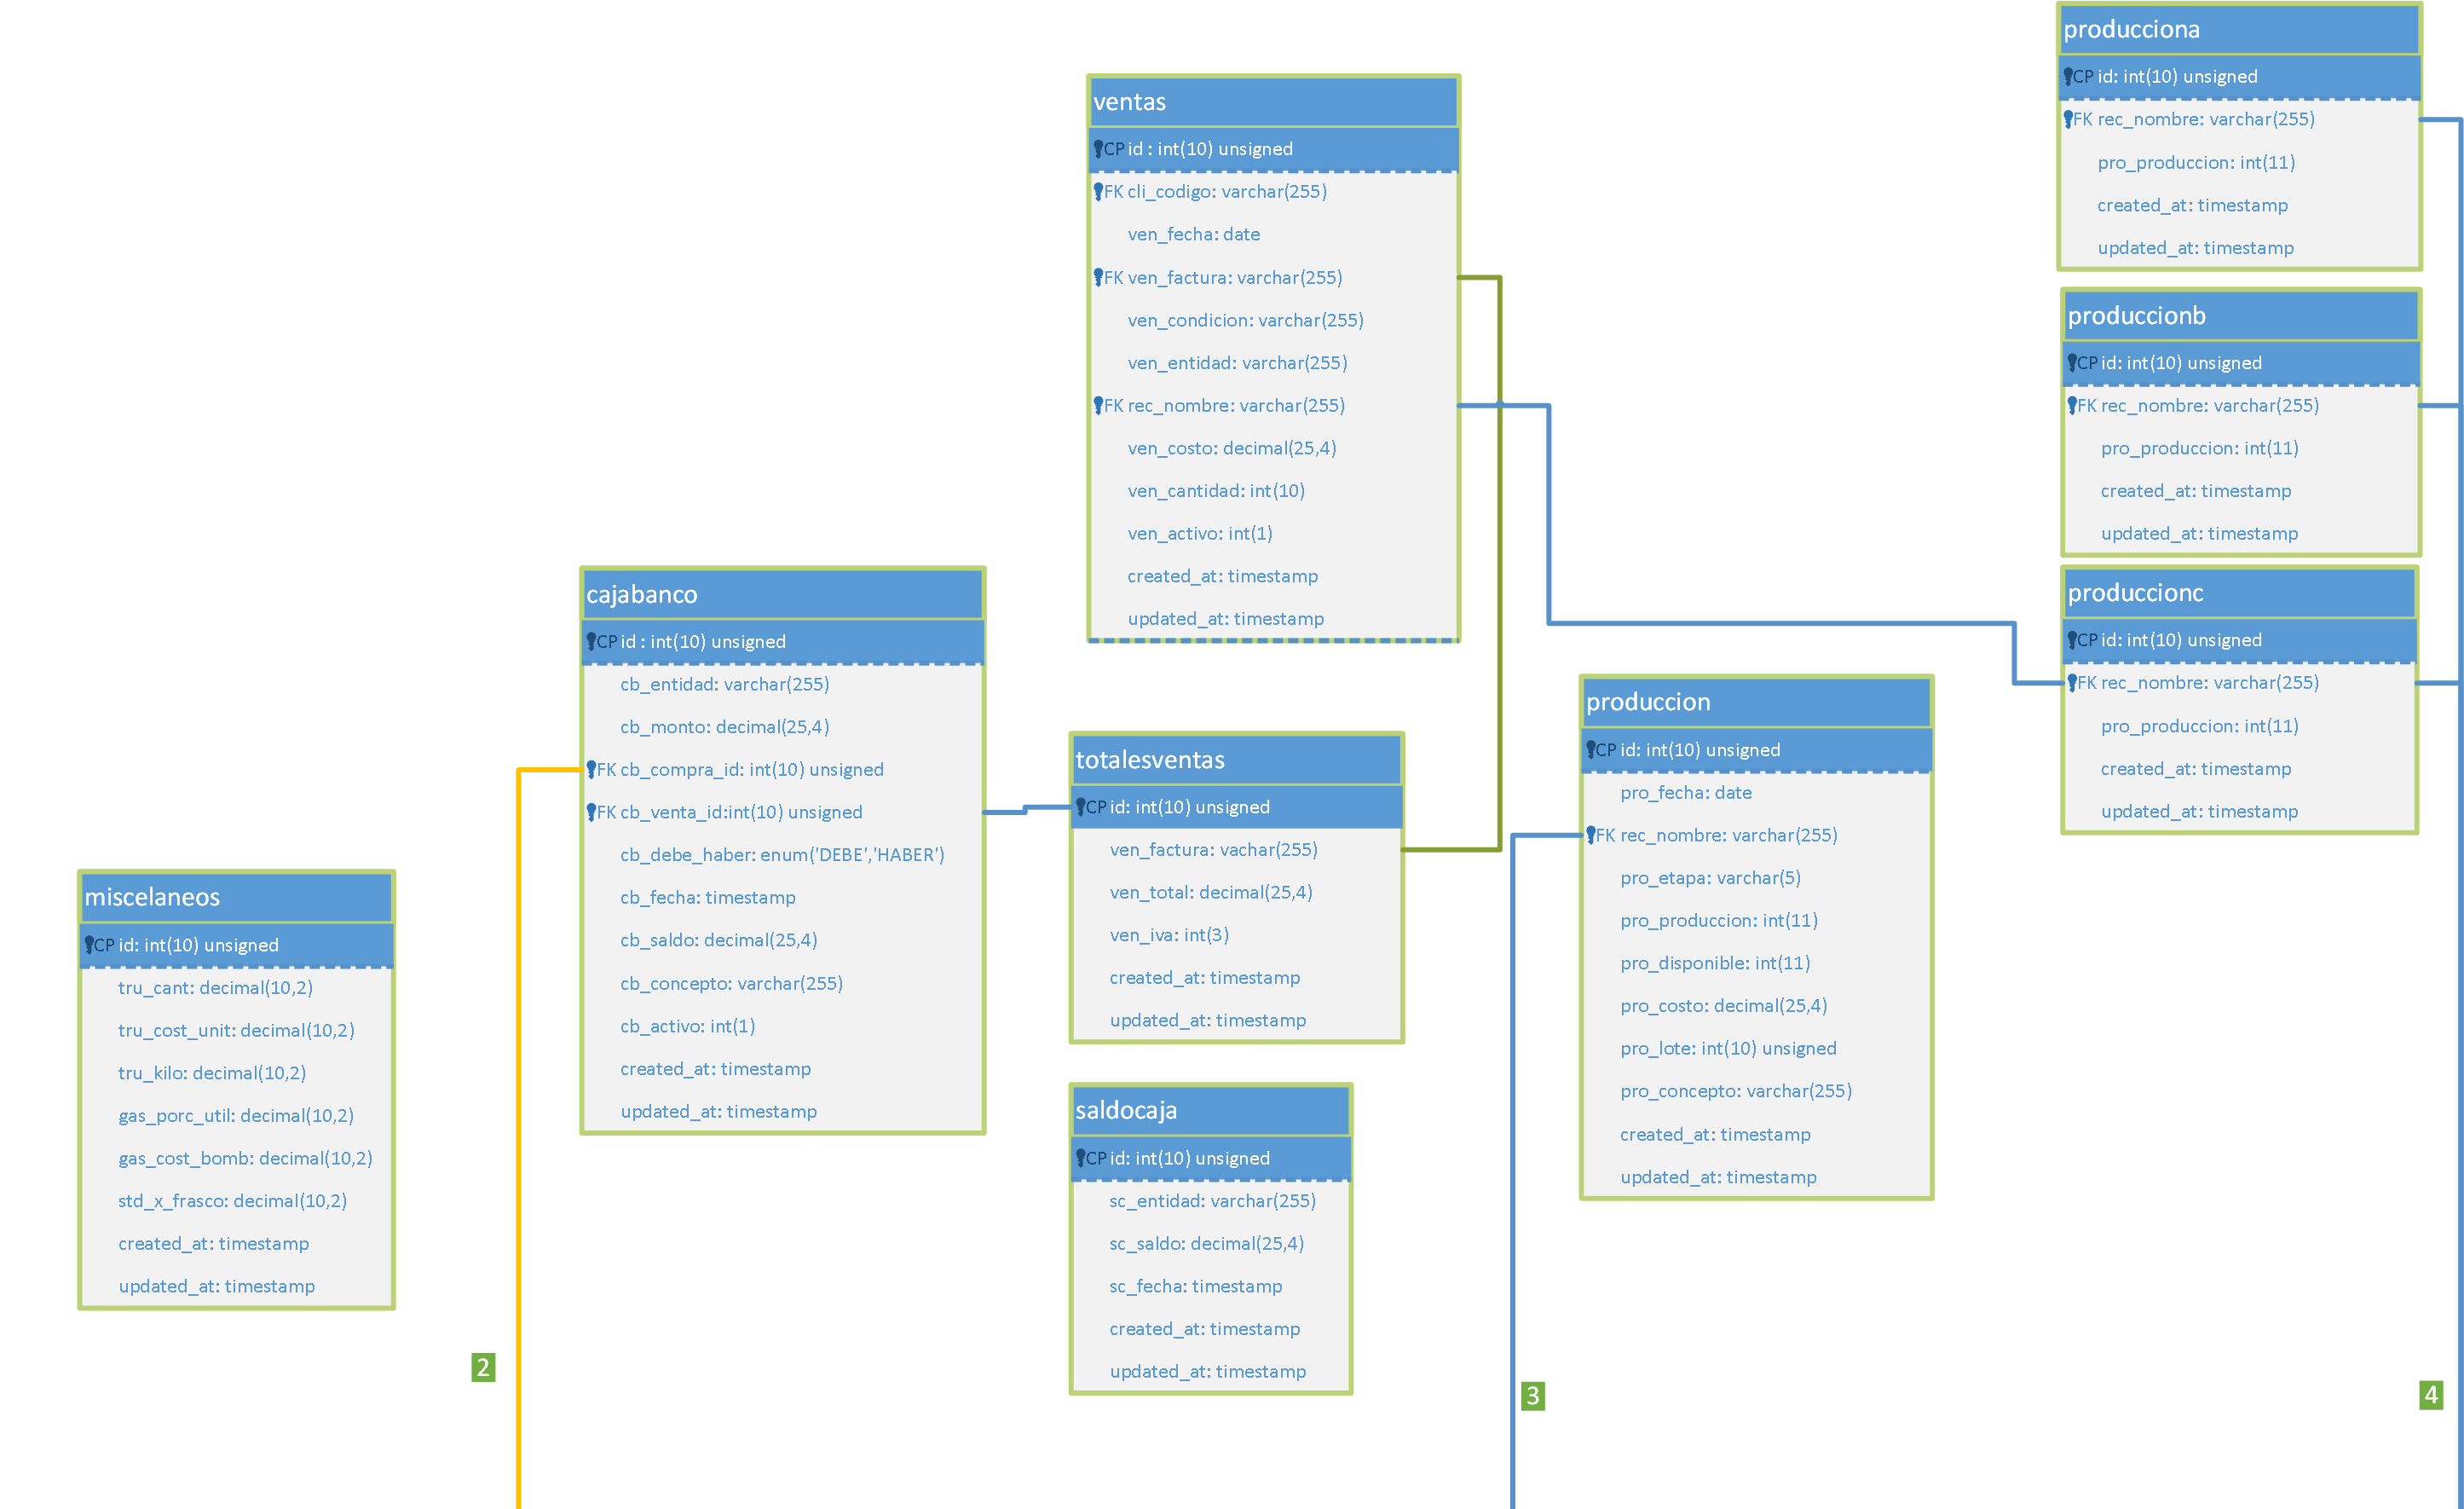 producciona
CP id: int(10) unsigned
FK rec_nombre: varchar(255)
pro_produccion: int(11)
created_at: timestamp
updated_at: timestamp
ventas
CP id : int(10) unsigned
FK cli_codigo: varchar(255)
ven_fecha: date
FK ven_factura: varchar(255)
ven_condicion: varchar(255)
ven_entidad: varchar(255)
FK rec_nombre: varchar(255)
ven_costo: decimal(25,4)
ven_cantidad: int(10)
ven_activo: int(1)
created_at: timestamp
updated_at: timestamp
produccionb
CP id: int(10) unsigned
FK rec_nombre: varchar(255)
pro_produccion: int(11)
created_at: timestamp
updated_at: timestamp
produccionc
CP id: int(10) unsigned
FK rec_nombre: varchar(255)
pro_produccion: int(11)
created_at: timestamp
updated_at: timestamp
cajabanco
CP id : int(10) unsigned
cb_entidad: varchar(255)
cb_monto: decimal(25,4)
FK cb_compra_id: int(10) unsigned
FK cb_venta_id:int(10) unsigned
cb_debe_haber: enum('DEBE','HABER')
cb_fecha: timestamp
cb_saldo: decimal(25,4)
cb_concepto: varchar(255)
cb_activo: int(1)
created_at: timestamp
updated_at: timestamp
totalesventas
CP id: int(10) unsigned
ven_factura: vachar(255)
ven_total: decimal(25,4)
ven_iva: int(3)
created_at: timestamp
updated_at: timestamp
produccion
CP id: int(10) unsigned
pro_fecha: date
FK rec_nombre: varchar(255)
pro_etapa: varchar(5)
pro_produccion: int(11)
pro_disponible: int(11)
pro_costo: decimal(25,4)
pro_lote: int(10) unsigned
pro_concepto: varchar(255)
created_at: timestamp
updated_at: timestamp
miscelaneos
CP id: int(10) unsigned
tru_cant: decimal(10,2)
tru_cost_unit: decimal(10,2)
tru_kilo: decimal(10,2)
gas_porc_util: decimal(10,2)
gas_cost_bomb: decimal(10,2)
std_x_frasco: decimal(10,2)
created_at: timestamp
updated_at: timestamp
saldocaja
CP id: int(10) unsigned
sc_entidad: varchar(255)
sc_saldo: decimal(25,4)
sc_fecha: timestamp
created_at: timestamp
updated_at: timestamp
2
3
4